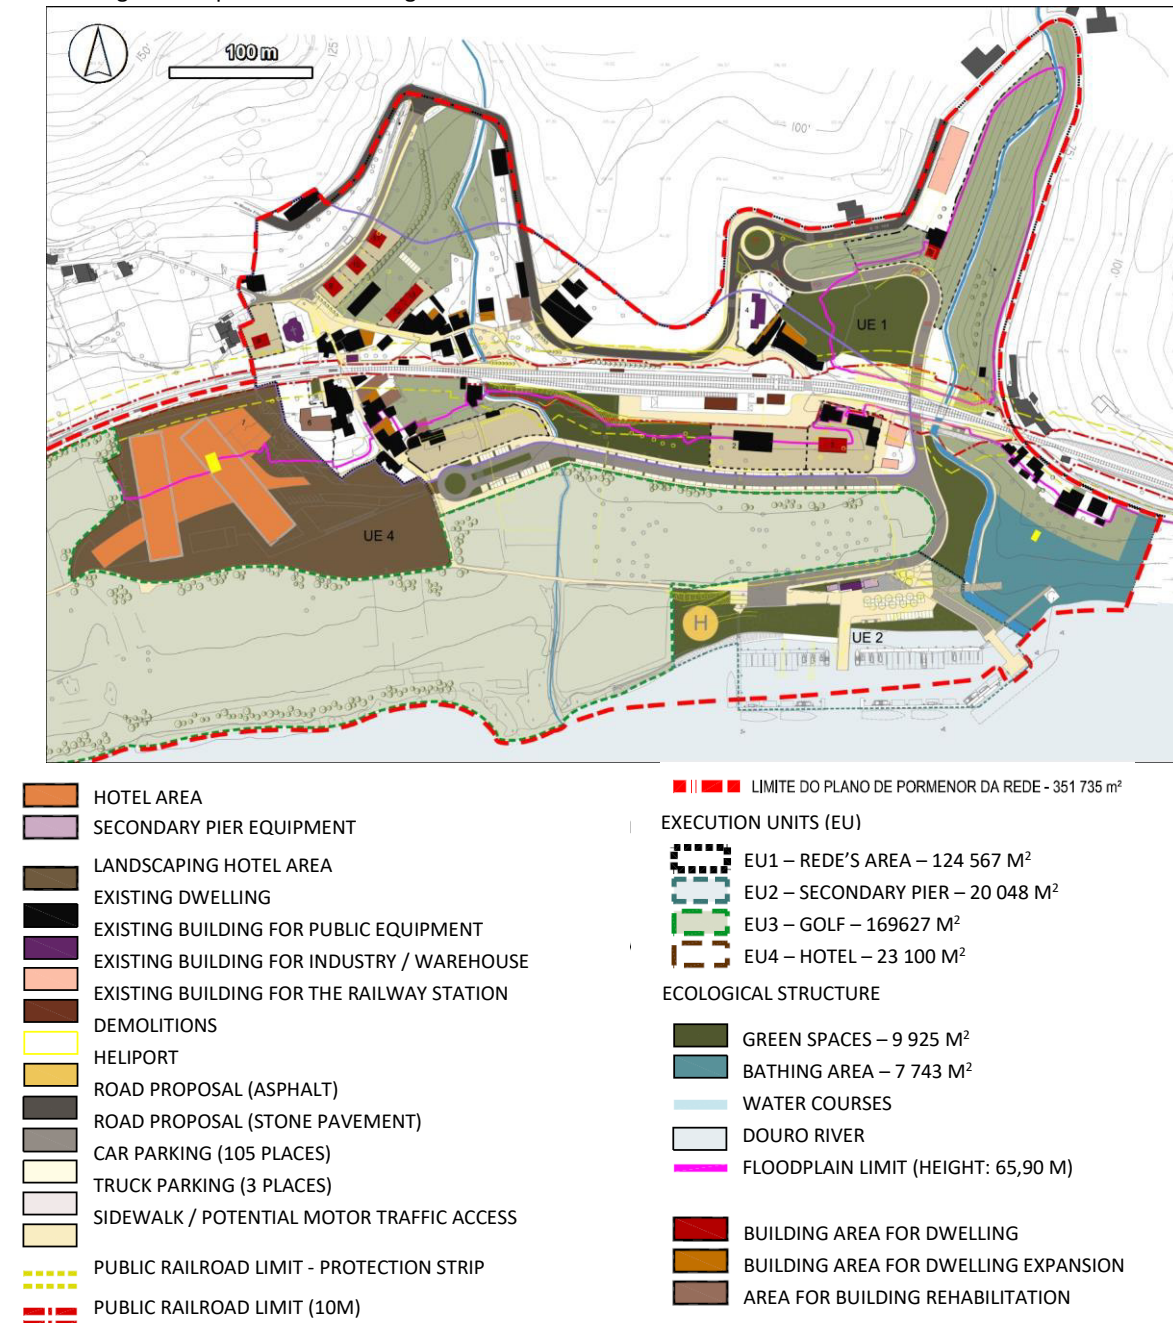 100 m
150'
125'
100'
75'
100'
UE 1
4
2
UE 4
H
UE 2
HOTEL AREA
SECONDARY PIER EQUIPMENT
LANDSCAPING HOTEL AREA
EXISTING DWELLING
EXISTING BUILDING FOR PUBLIC EQUIPMENT
EXISTING BUILDING FOR INDUSTRY / WAREHOUSE
EXISTING BUILDING FOR THE RAILWAY STATION
DEMOLITIONS
HELIPORT
ROAD PROPOSAL (ASPHALT)
ROAD PROPOSAL (STONE PAVEMENT)
CAR PARKING (105 PLACES)
TRUCK PARKING (3 PLACES)
SIDEWALK / POTENTIAL MOTOR TRAFFIC ACCESS
PUBLIC RAILROAD LIMIT - PROTECTION STRIP
PUBLIC RAILROAD LIMIT (10M)
LIMITE DO PLANO DE PORMENOR DA REDE - 351 735 m²
EXECUTION UNITS (EU)
EU1 – REDE'S AREA – 124 567 M²
EU2 – SECONDARY PIER – 20 048 M²
EU3 – GOLF – 169627 M²
EU4 – HOTEL – 23 100 M²
ECOLOGICAL STRUCTURE
GREEN SPACES – 9 925 M²
BATHING AREA – 7 743 M²
WATER COURSES
DOURO RIVER
FLOODPLAIN LIMIT (HEIGHT: 65,90 M)
BUILDING AREA FOR DWELLING
BUILDING AREA FOR DWELLING EXPANSION
AREA FOR BUILDING REHABILITATION